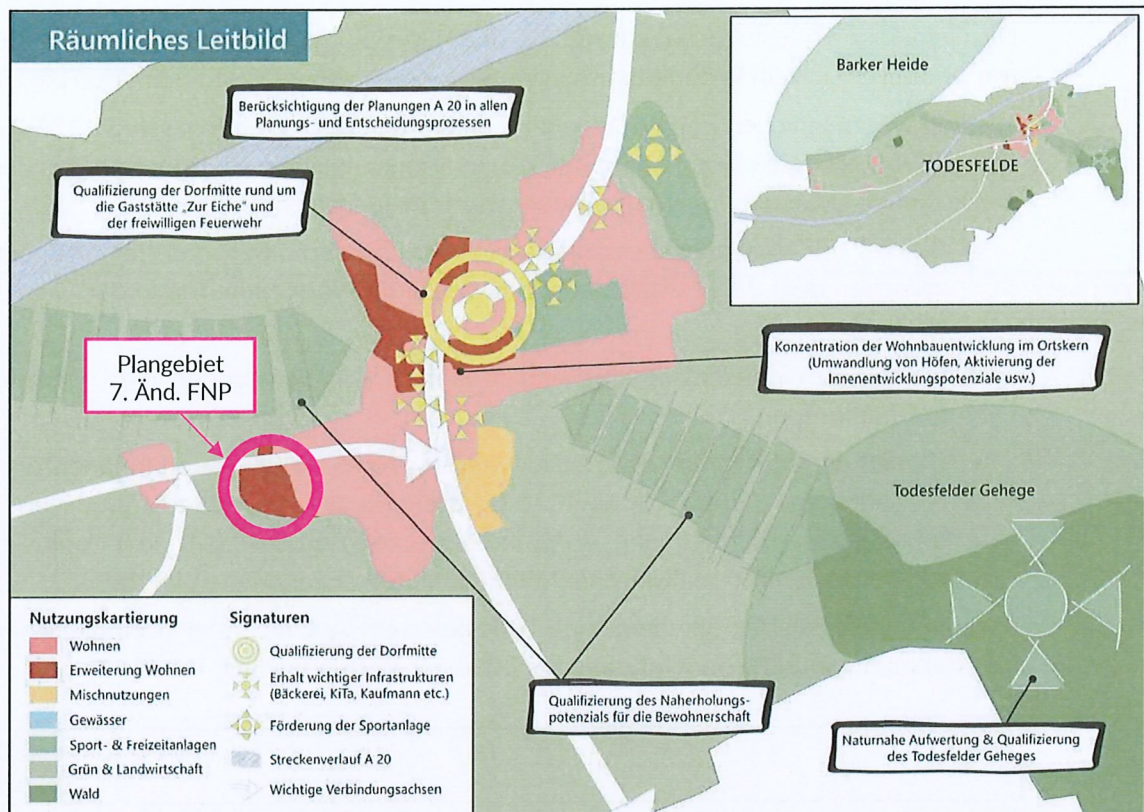 Räumliches Leitbild
Berücksichtigung der Planungen A 20 in allen
Planungs- und Entscheidungsprozessen
Qualifizierung der Dorfmitte rund um
die Gaststätte „Zur Eiche" und
der freiwilligen Feuerwehr
Barker Heide
TODESFELDE
Plangebiet
7. Änd. FNP
Konzentration der Wohnbauentwicklung im Ortskern
(Umwandlung von Höfen, Aktivierung der
Innenentwicklungspotenziale usw.)
Todesfelder Gehege
Nutzungskartierung
Wohnen
Erweiterung Wohnen
Mischnutzungen
Gewässer
Sport- & Freizeitanlagen
Grün & Landwirtschaft
Wald
Signaturen
Qualifizierung der Dorfmitte
Erhalt wichtiger Infrastrukturen
(Bäckerei, KiTa, Kaufmann etc.)
Förderung der Sportanlage
Streckenverlauf A 20
Wichtige Verbindungsachsen
Qualifizierung des Naherholungs-
potenzials für die Bewohnerschaft
Naturnahe Aufwertung & Qualifizierung
des Todesfelder Geheges